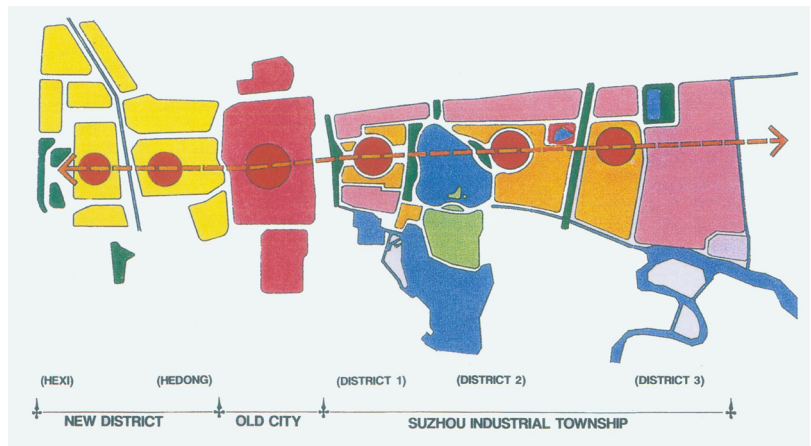 (HEXI)
(HEDONG)
(DISTRICT 1)
(DISTRICT 2)
(DISTRICT 3)
NEW DISTRICT
OLD CITY
SUZHOU INDUSTRIAL TOWNSHIP